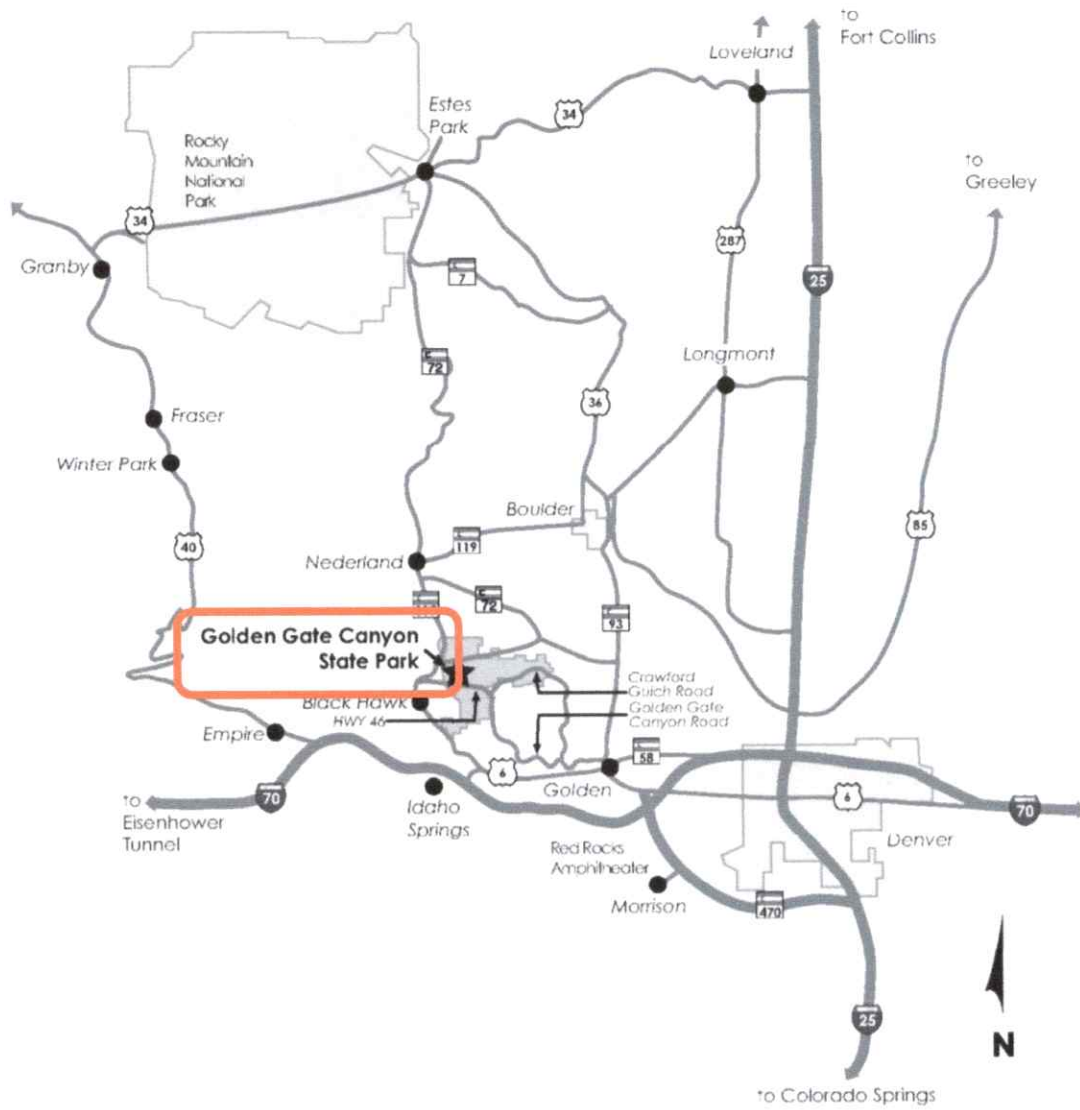 to
Fort Collins
Loveland
34
Estes
Park
Rocky
Mountain
National
Park
to
Greeley
34
287
Granby
7
25
72
Longmont
36
Fraser
Winter Park
Boulder
85
40
119
Nederland
72
93
Golden Gate Canyon
State Park
Crawford
Gulch Road
Black Hawk
HWY 46
Golden Gate
Canyon Road
Empire
58
6
Golden
to
Eisenhower
Tunnel
70
Idaho
Springs
6
70
Denver
Red Rocks
Amphitheater
Morrison
470
25
N
to Colorado Springs